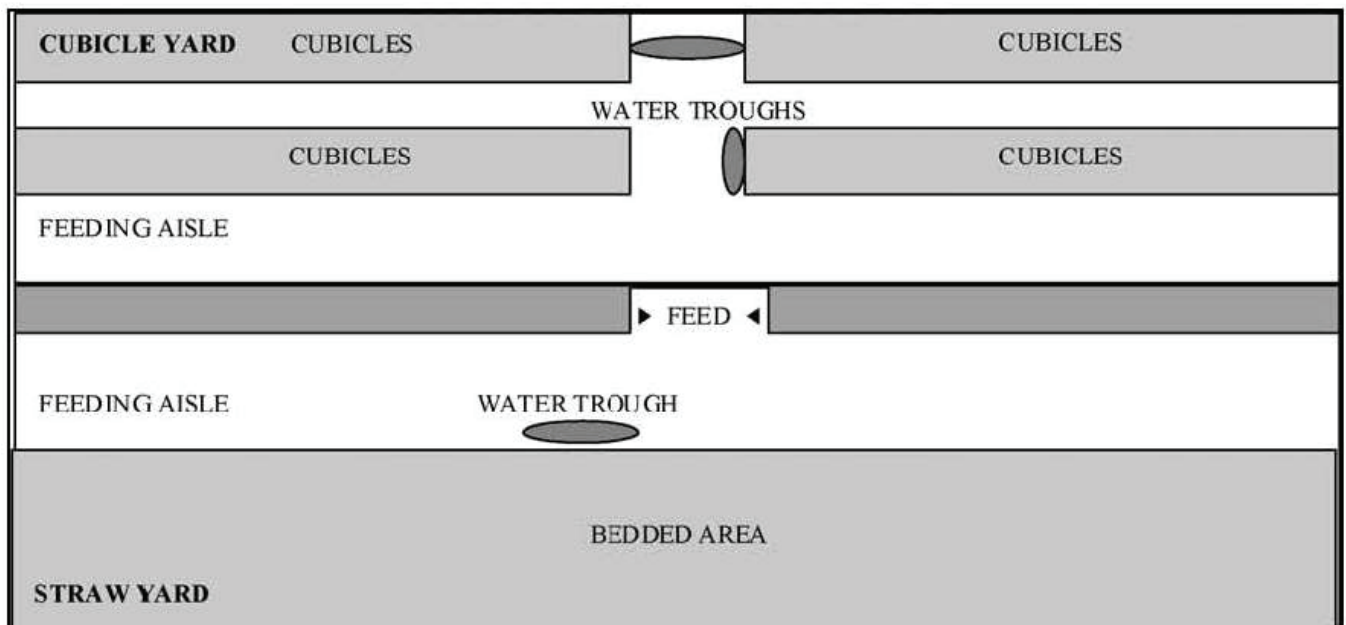 CUBICLE YARD CUBICLES CUBICLES
WATER TROUGHS
CUBICLES CUBICLES
FEEDING AISLE
FEED
FEEDING AISLE WATER TROUGH
BEDDED AREA
STRAW YARD